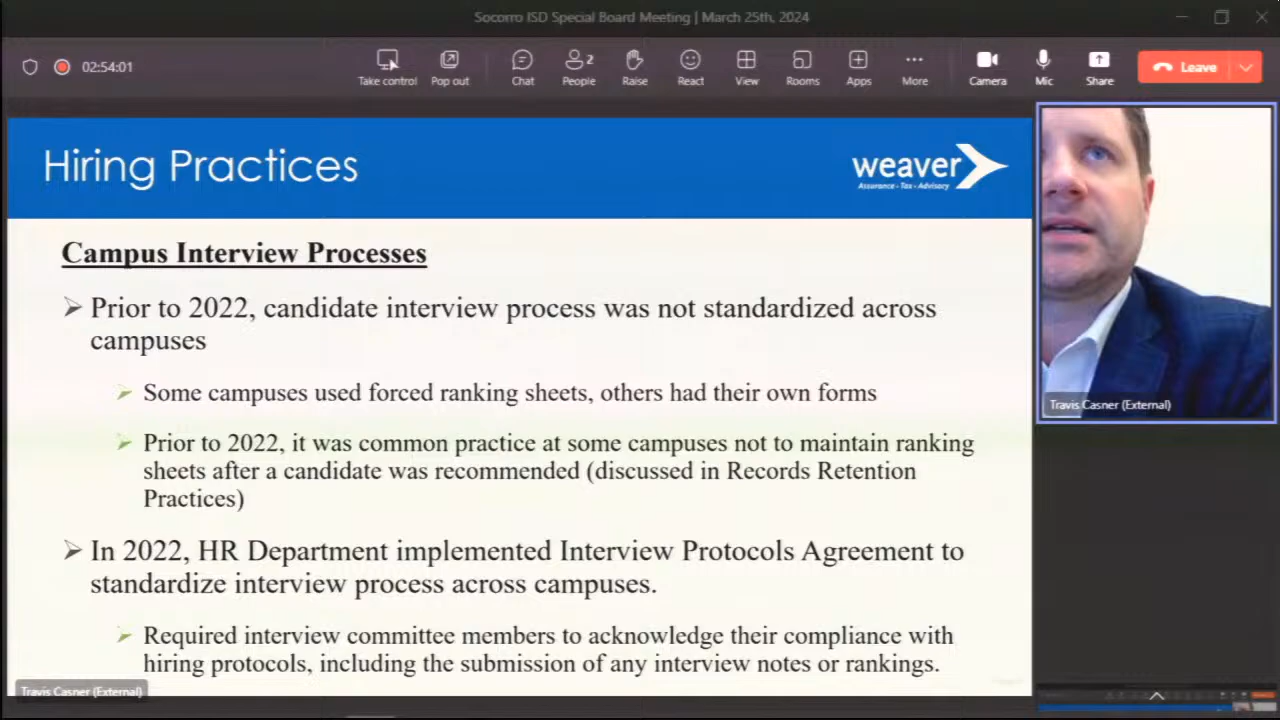 Socorro ISD Special Board Meeting | March 25th, 2024
02:54:01
Take control
Pop out
Chat
2
People
Raise
React
View
Rooms
Apps
More
Camera
Mic
Share
Leave
Hiring Practices
weaver
Assurance • Tax • Advisory
Campus Interview Processes
Prior to 2022, candidate interview process was not standardized across
campuses
Some campuses used forced ranking sheets, others had their own forms
Prior to 2022, it was common practice at some campuses not to maintain ranking
sheets after a candidate was recommended (discussed in Records Retention
Practices)
In 2022, HR Department implemented Interview Protocols Agreement to
standardize interview process across campuses.
Required interview committee members to acknowledge their compliance with
hiring protocols, including the submission of any interview notes or rankings.
Travis Casner (External)
Travis Casner (External)